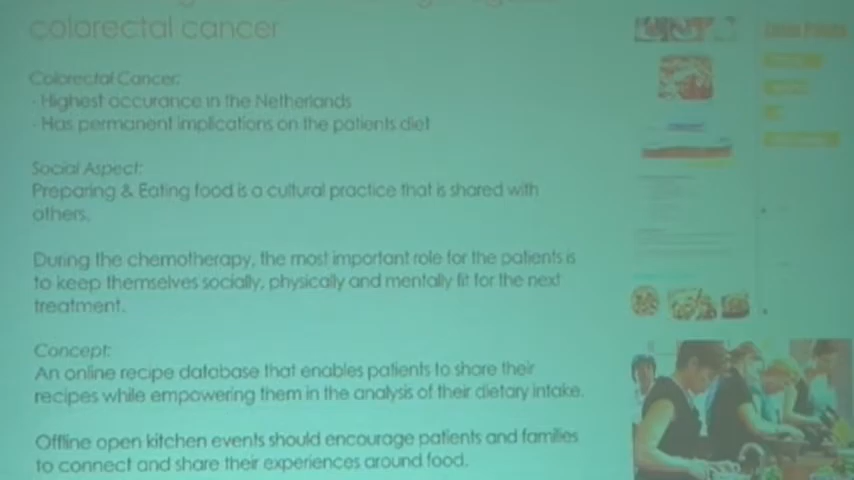 colorectal cancer
Colorectal Cancer:
- Highest occurance in the Netherlands
- Has permanent implications on the patients diet
Social Aspect:
Preparing & Eating food is a cultural practice that is shared with
others.
During the chemotherapy, the most important role for the patients is
to keep themselves socially, physically and mentally fit for the next
treatment.
Concept:
An online recipe database that enables patients to share their
recipes while empowering them in the analysis of their dietary intake.
Offline open kitchen events should encourage patients and families
to connect and share their experiences around food.